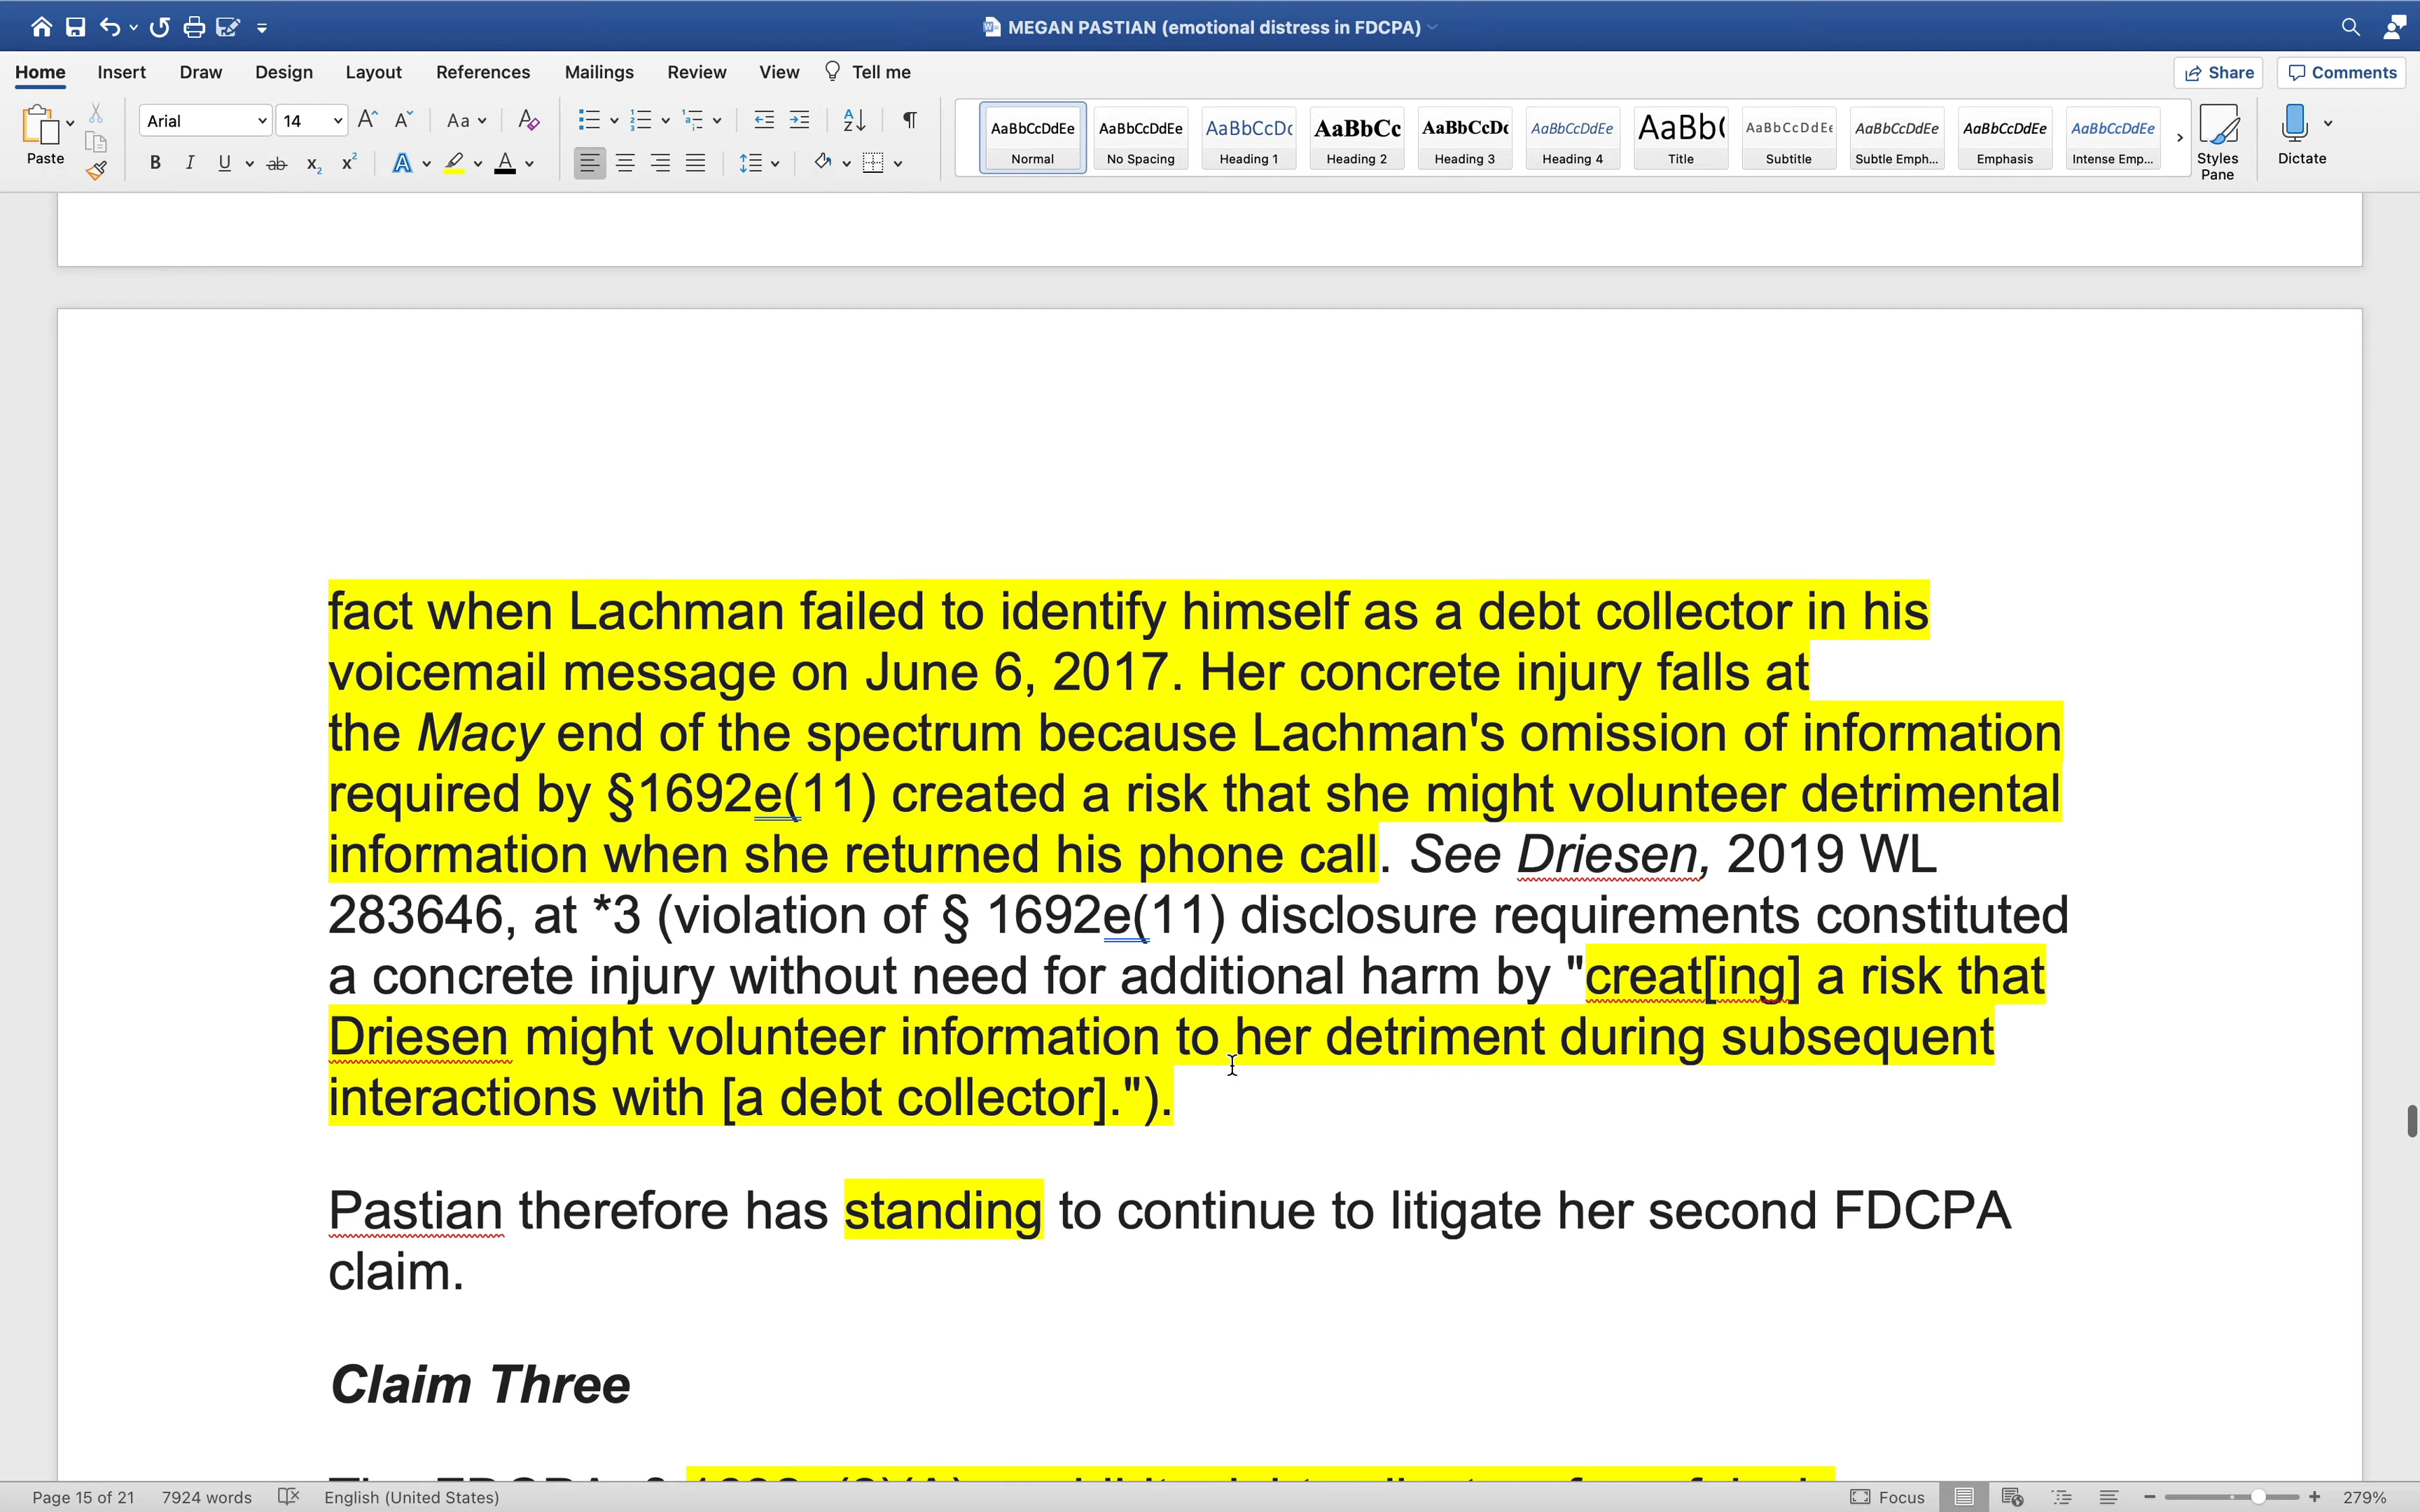 MEGAN PASTIAN (emotional distress in FDCPA)
Home Insert Draw Design Layout References Mailings Review View Tell me Share Comments
Paste Arial 14 Aa
AaBbCcDdEe AaBbCcDdEe AaBbCcDc AaBbCc AaBbCcDc AaBbCcDdEe AaBb( AaBbCcDdEe AaBbCcDdEe AaBbCcDdEe AaBbCcDdEe
Normal No Spacing Heading 1 Heading 2 Heading 3 Heading 4 Title Subtitle Subtle Emph... Emphasis Intense Emp... Styles Pane Dictate
fact when Lachman failed to identify himself as a debt collector in his
voicemail message on June 6, 2017. Her concrete injury falls at
the Macy end of the spectrum because Lachman's omission of information
required by §1692e(11) created a risk that she might volunteer detrimental
information when she returned his phone call. See Driesen, 2019 WL
283646, at *3 (violation of § 1692e(11) disclosure requirements constituted
a concrete injury without need for additional harm by "creat[ing] a risk that
Driesen might volunteer information to her detriment during subsequent
interactions with [a debt collector].").
Pastian therefore has standing to continue to litigate her second FDCPA
claim.
Claim Three
Page 15 of 21 7924 words English (United States) Focus 279%